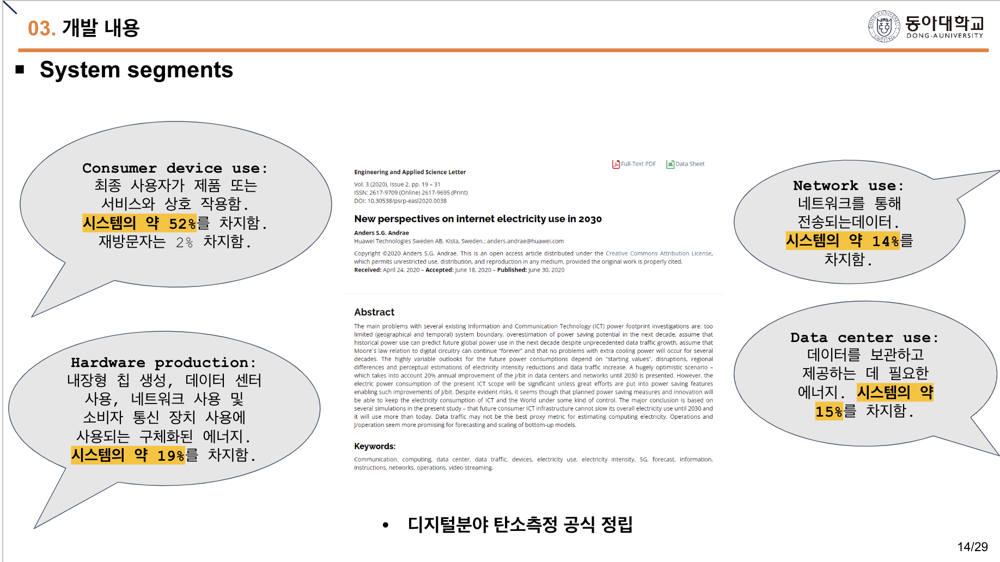 03. 개발 내용
동아대학교
DONG-AUNIVERSITY
DONG-A UNIVERSITY
SINCE1946
■ System segments
Consumer device use:
최종 사용자가 제품 또는
서비스와 상호 작용함.
시스템의 약 52%를 차지함.
재방문자는 2% 차지함.
Hardware production:
내장형 칩 생성, 데이터 센터
사용, 네트워크 사용 및
소비자 통신 장치 사용에
사용되는 구체화된 에너지.
시스템의 약 19%를 차지함.
Full-Text PDF Data Sheet
Engineering and Applied Science Letter
Vol. 3 (2020), Issue 2, pp. 19 – 31
ISSN: 2617-9709 (Online) 2617-9695 (Print)
DOI: 10.30538/psrp-easl2020.0038
New perspectives on internet electricity use in 2030
Anders S.G. Andrae
Huawei Technologies Sweden AB, Kista, Sweden.; anders.andrae@huawei.com
Copyright ©2020 Anders S.G. Andrae. This is an open access article distributed under the Creative Commons Attribution License,
which permits unrestricted use, distribution, and reproduction in any medium, provided the original work is properly cited.
Received: April 24, 2020 – Accepted: June 18, 2020 – Published: June 30, 2020
Abstract
The main problems with several existing Information and Communication Technology (ICT) power footprint investigations are: too
limited (geographical and temporal) system boundary, overestimation of power saving potential in the next decade, assume that
historical power use can predict future global power use in the next decade despite unprecedented data traffic growth, assume that
Moore´s law relation to digital circuitry can continue “forever” and that no problems with extra cooling power will occur for several
decades. The highly variable outlooks for the future power consumptions depend on “starting values”, disruptions, regional
differences and perceptual estimations of electricity intensity reductions and data traffic increase. A hugely optimistic scenario –
which takes into account 20% annual improvement of the J/bit in data centers and networks until 2030 is presented. However, the
electric power consumption of the present ICT scope will be significant unless great efforts are put into power saving features
enabling such improvements of J/bit. Despite evident risks, it seems though that planned power saving measures and innovation will
be able to keep the electricity consumption of ICT and the World under some kind of control. The major conclusion is based on
several simulations in the present study – that future consumer ICT infrastructure cannot slow its overall electricity use until 2030 and
it will use more than today. Data traffic may not be the best proxy metric for estimating computing electricity. Operations and
J/operation seem more promising for forecasting and scaling of bottom-up models.
Keywords:
Communication, computing, data center, data traffic, devices, electricity use, electricity intensity, 5G, forecast, information,
instructions, networks, operations, video streaming.
Network use:
네트워크를 통해
전송되는데이터.
시스템의 약 14%를
차지함.
Data center use:
데이터를 보관하고
제공하는 데 필요한
에너지. 시스템의 약
15%를 차지함.
• 디지털분야 탄소측정 공식 정립
14/29